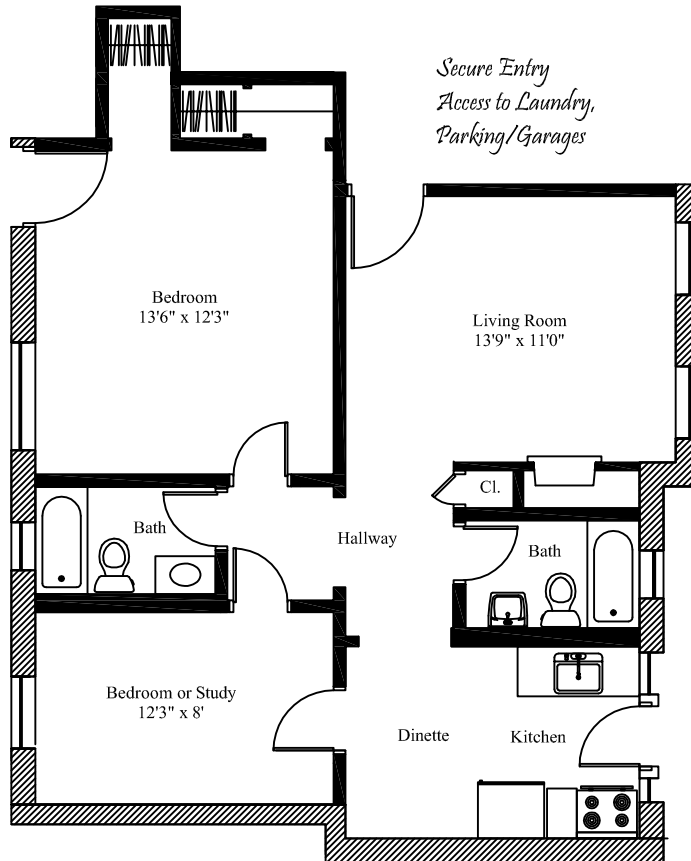 Secure Entry
Access to Laundry,
Parking/Garages
Bedroom
13'6" x 12'3"
Living Room
13'9" x 11'0"
Cl.
Bath
Hallway
Bath
Bedroom or Study
12'3" x 8'
Dinette
Kitchen